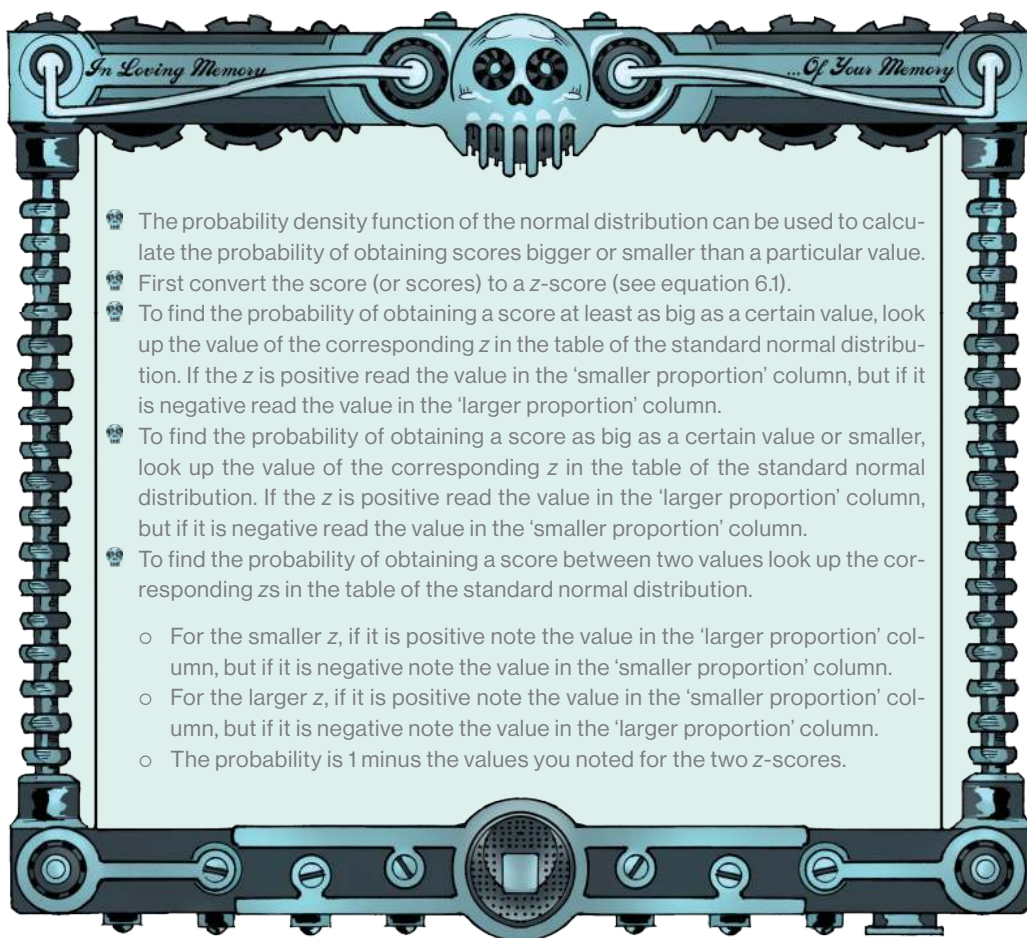 In Loving Memory
...Of Your Memory
The probability density function of the normal distribution can be used to calcu-
late the probability of obtaining scores bigger or smaller than a particular value.
First convert the score (or scores) to a z-score (see equation 6.1).
To find the probability of obtaining a score at least as big as a certain value, look
up the value of the corresponding z in the table of the standard normal distribu-
tion. If the z is positive read the value in the ‘smaller proportion’ column, but if it
is negative read the value in the ‘larger proportion’ column.
To find the probability of obtaining a score as big as a certain value or smaller,
look up the value of the corresponding z in the table of the standard normal
distribution. If the z is positive read the value in the ‘larger proportion’ column,
but if it is negative read the value in the ‘smaller proportion’ column.
To find the probability of obtaining a score between two values look up the cor-
responding zs in the table of the standard normal distribution.
○ For the smaller z, if it is positive note the value in the ‘larger proportion’ col-
umn, but if it is negative note the value in the ‘smaller proportion’ column.
○ For the larger z, if it is positive note the value in the ‘smaller proportion’ col-
umn, but if it is negative note the value in the ‘larger proportion’ column.
○ The probability is 1 minus the values you noted for the two z-scores.